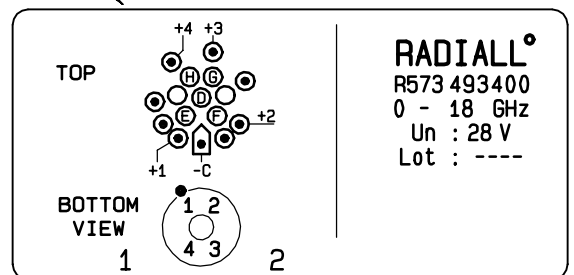 +4 +3
TOP
H G
D
E F
+2
+1 -C
BOTTOM
VIEW
1 2
4 3
1 2
RADIALL°
R573 493400
0 - 18 GHz
Un : 28 V
Lot : ----